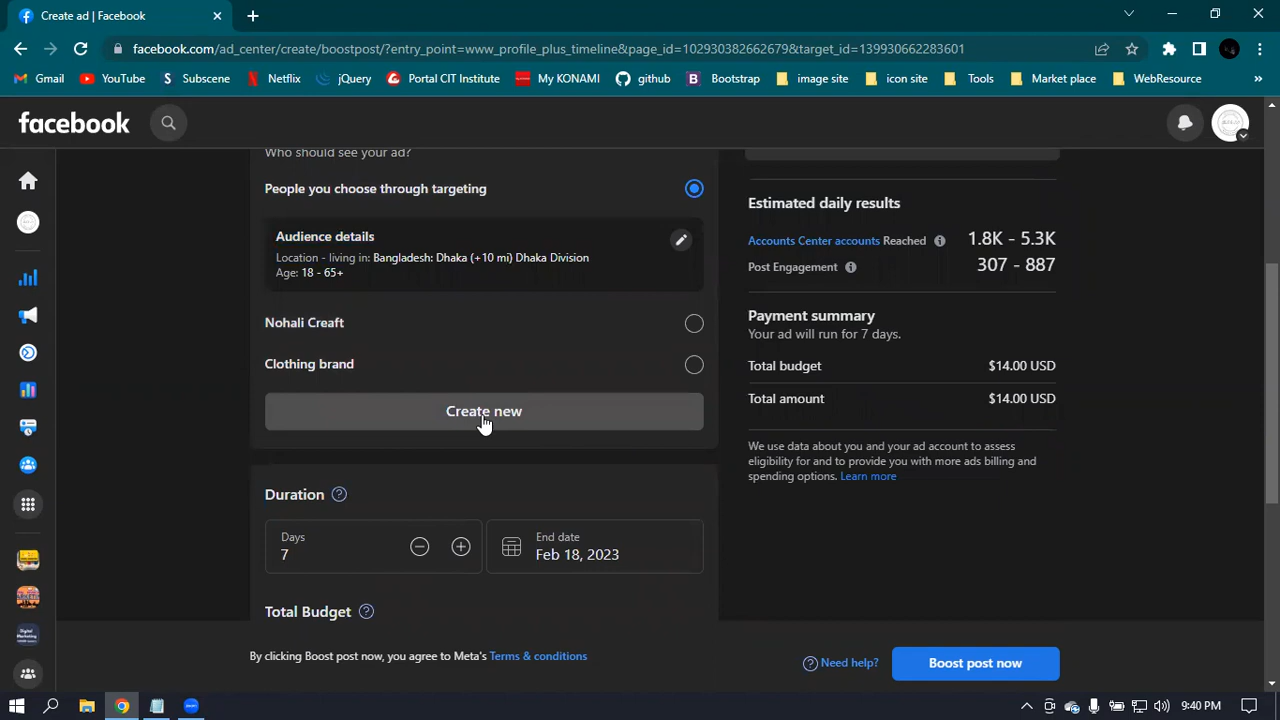 Create ad | Facebook
facebook.com/ad_center/create/boostpost/?entry_point=www_profile_plus_timeline&page_id=102930382662679&target_id=139930662283601
Gmail YouTube Subscene Netflix jQuery Portal CIT Institute My KONAMI github Bootstrap image site icon site Tools Market place WebResource
facebook
Who should see your ad?
People you choose through targeting
Audience details
Location - living in: Bangladesh: Dhaka (+10 mi) Dhaka Division
Age: 18 - 65+
Nohali Creaft
Clothing brand
Create new
Duration
Days
7
End date
Feb 18, 2023
Total Budget
Estimated daily results
Accounts Center accounts Reached 1.8K - 5.3K
Post Engagement 307 - 887
Payment summary
Your ad will run for 7 days.
Total budget $14.00 USD
Total amount $14.00 USD
We use data about you and your ad account to assess
eligibility for and to provide you with more ads billing and
spending options. Learn more
By clicking Boost post now, you agree to Meta's Terms & conditions
Need help?
Boost post now
9:40 PM